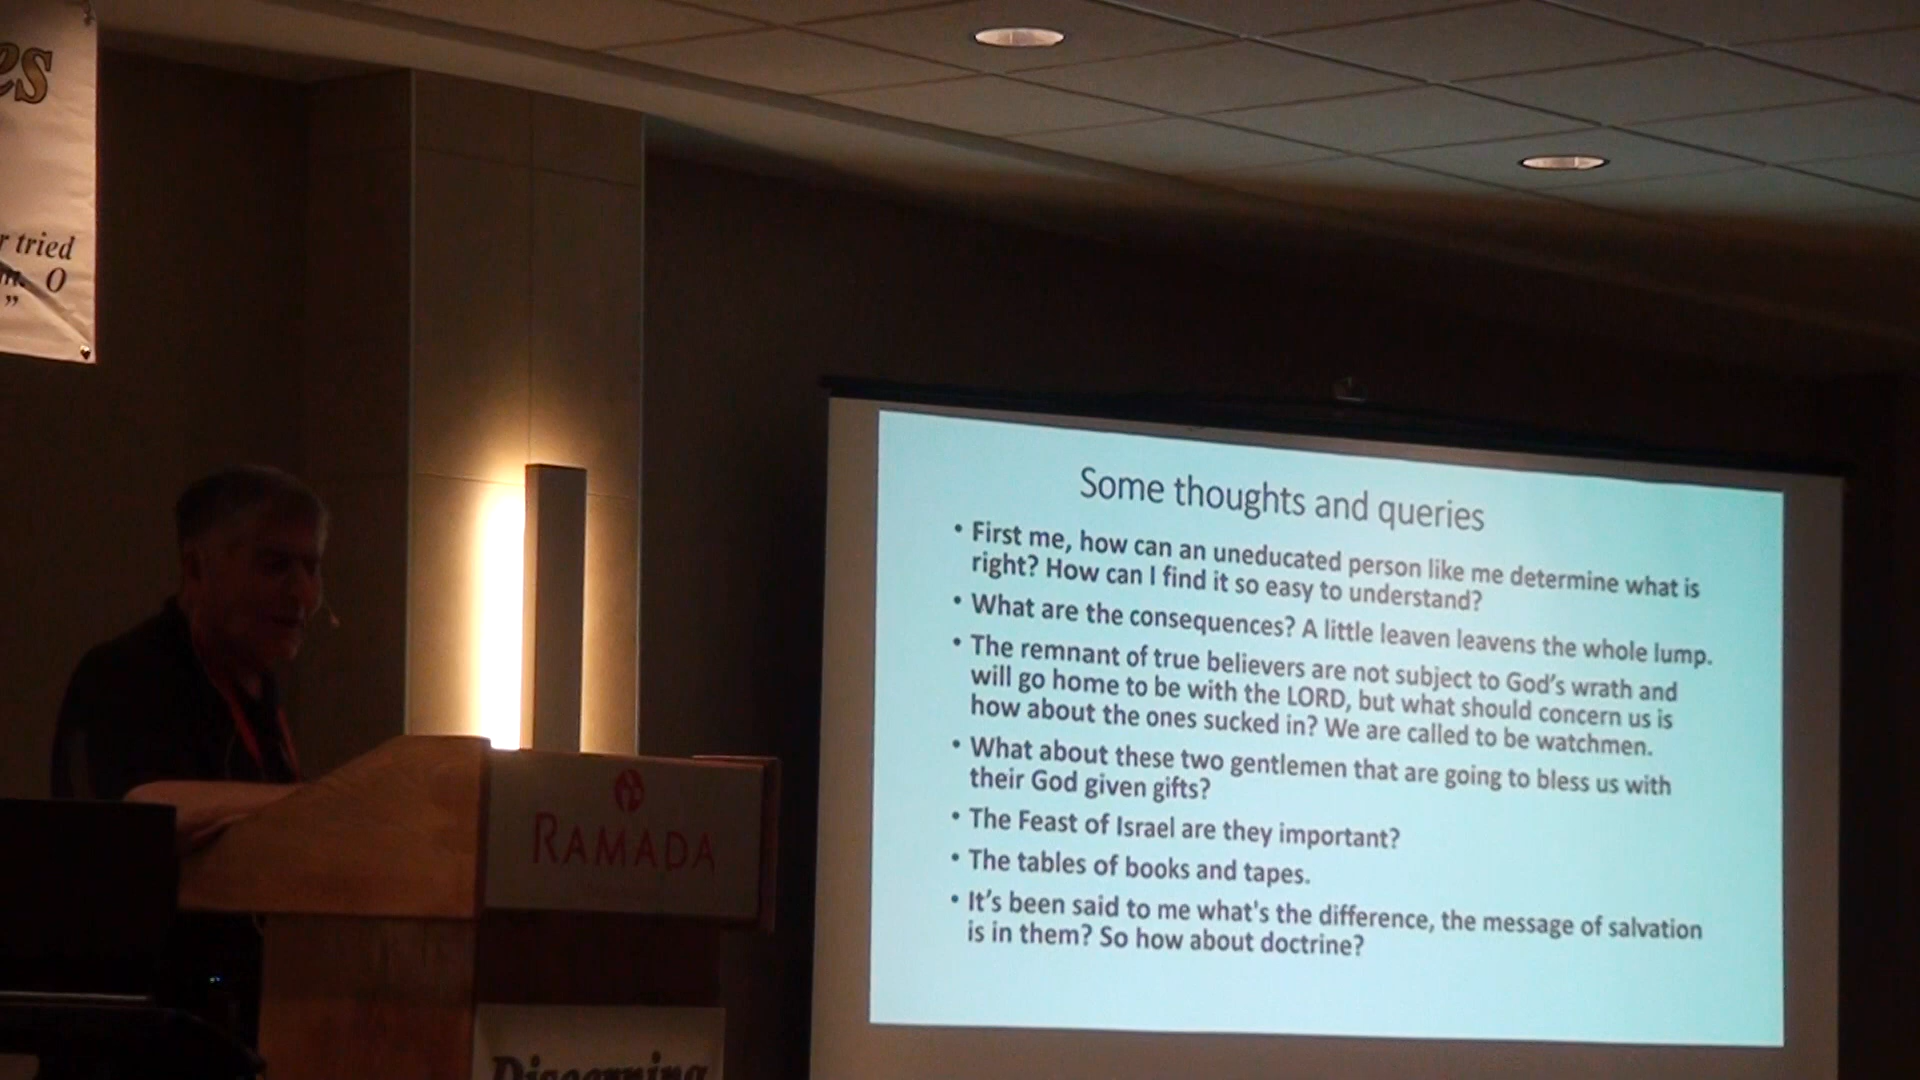 es
r tried
O
”
RAMADA
Discerning
Some thoughts and queries
• First me, how can an uneducated person like me determine what is
right? How can I find it so easy to understand?
• What are the consequences? A little leaven leavens the whole lump.
• The remnant of true believers are not subject to God’s wrath and
will go home to be with the LORD, but what should concern us is
how about the ones sucked in? We are called to be watchmen.
• What about these two gentlemen that are going to bless us with
their God given gifts?
• The Feast of Israel are they important?
• The tables of books and tapes.
• It’s been said to me what's the difference, the message of salvation
is in them? So how about doctrine?